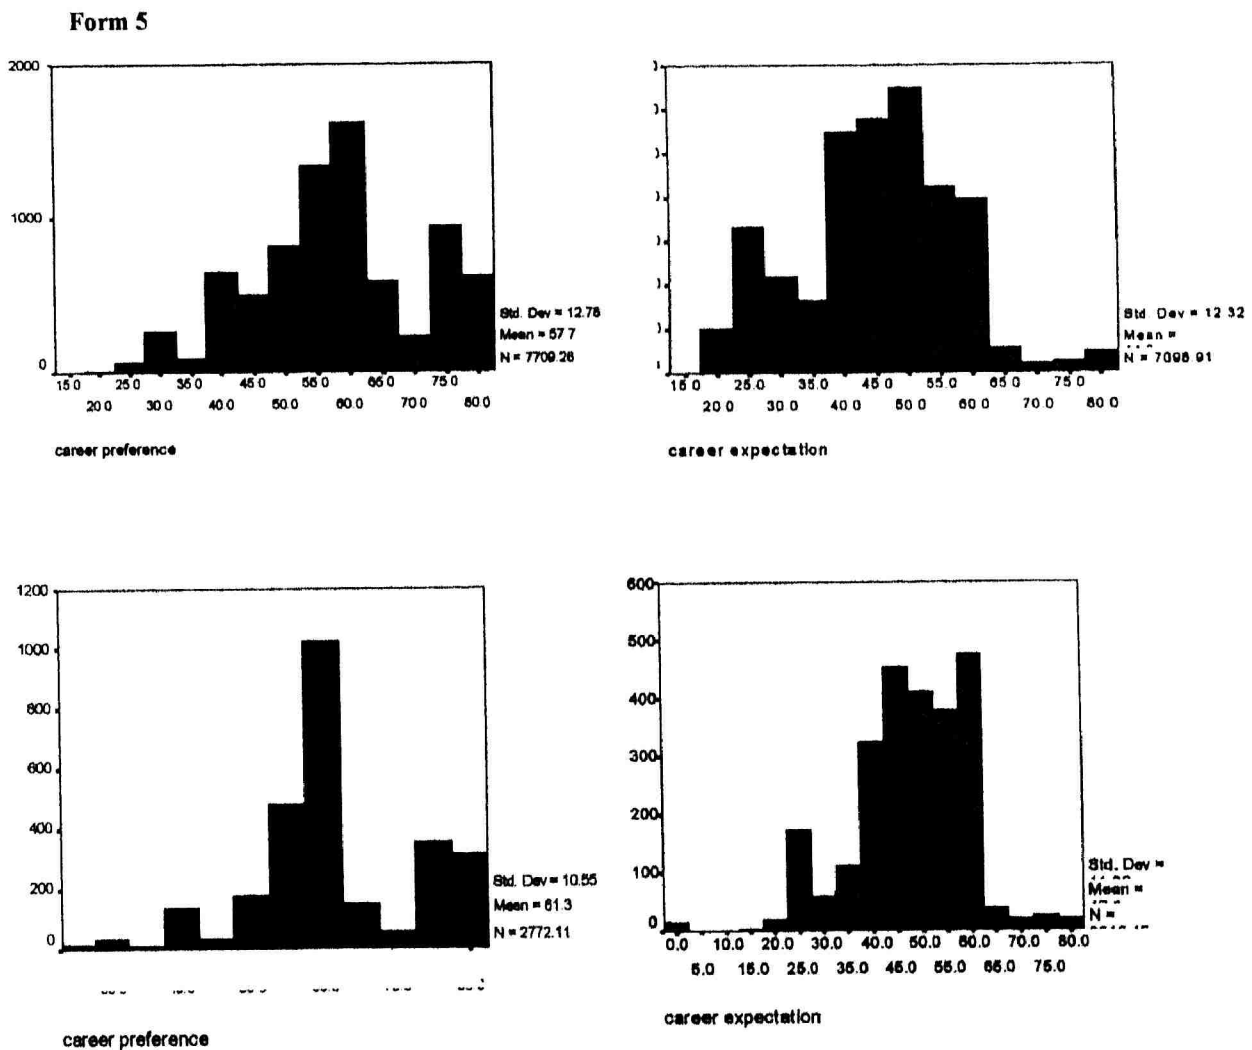 Form 5
2000
1000
0
15.0 25.0 30.0 35.0 45.0 55.0 65.0 75.0
20.0 30.0 40.0 50.0 60.0 70.0 80.0
Std. Dev = 12.78
Mean = 57.7
N = 7709.26
career preference
15.0 25.0 35.0 45.0 55.0 65.0 75.0
20.0 30.0 40.0 50.0 60.0 70.0 80.0
Std. Dev = 12.32
Mean =
N = 7096.91
career expectation
1200
1000
800
600
400
200
0
Std. Dev = 10.55
Mean = 61.3
N = 2772.11
career preference
600
500
400
300
200
100
0
0.0 10.0 20.0 30.0 40.0 50.0 60.0 70.0 80.0
5.0 15.0 25.0 35.0 45.0 55.0 65.0 75.0
Std. Dev =
Mean =
N =
career expectation